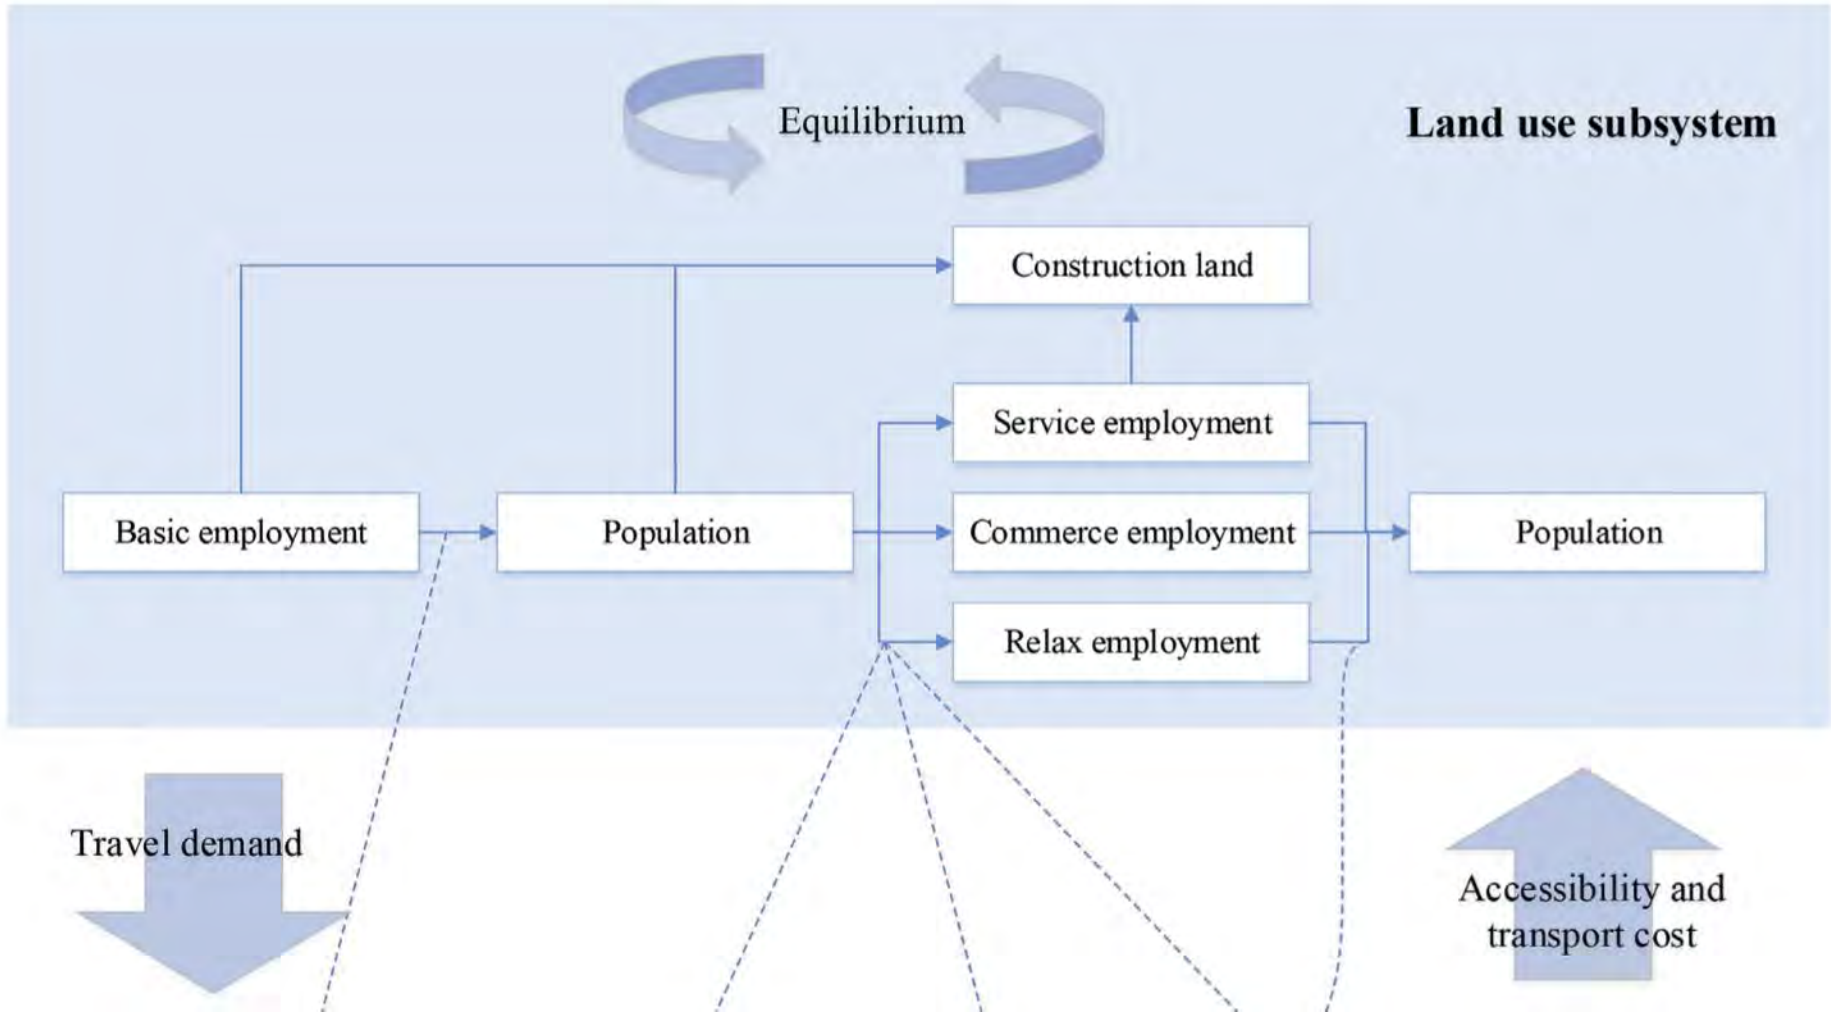 Equilibrium
Land use subsystem
Construction land
Service employment
Basic employment
Population
Commerce employment
Population
Relax employment
Travel demand
Accessibility and
transport cost